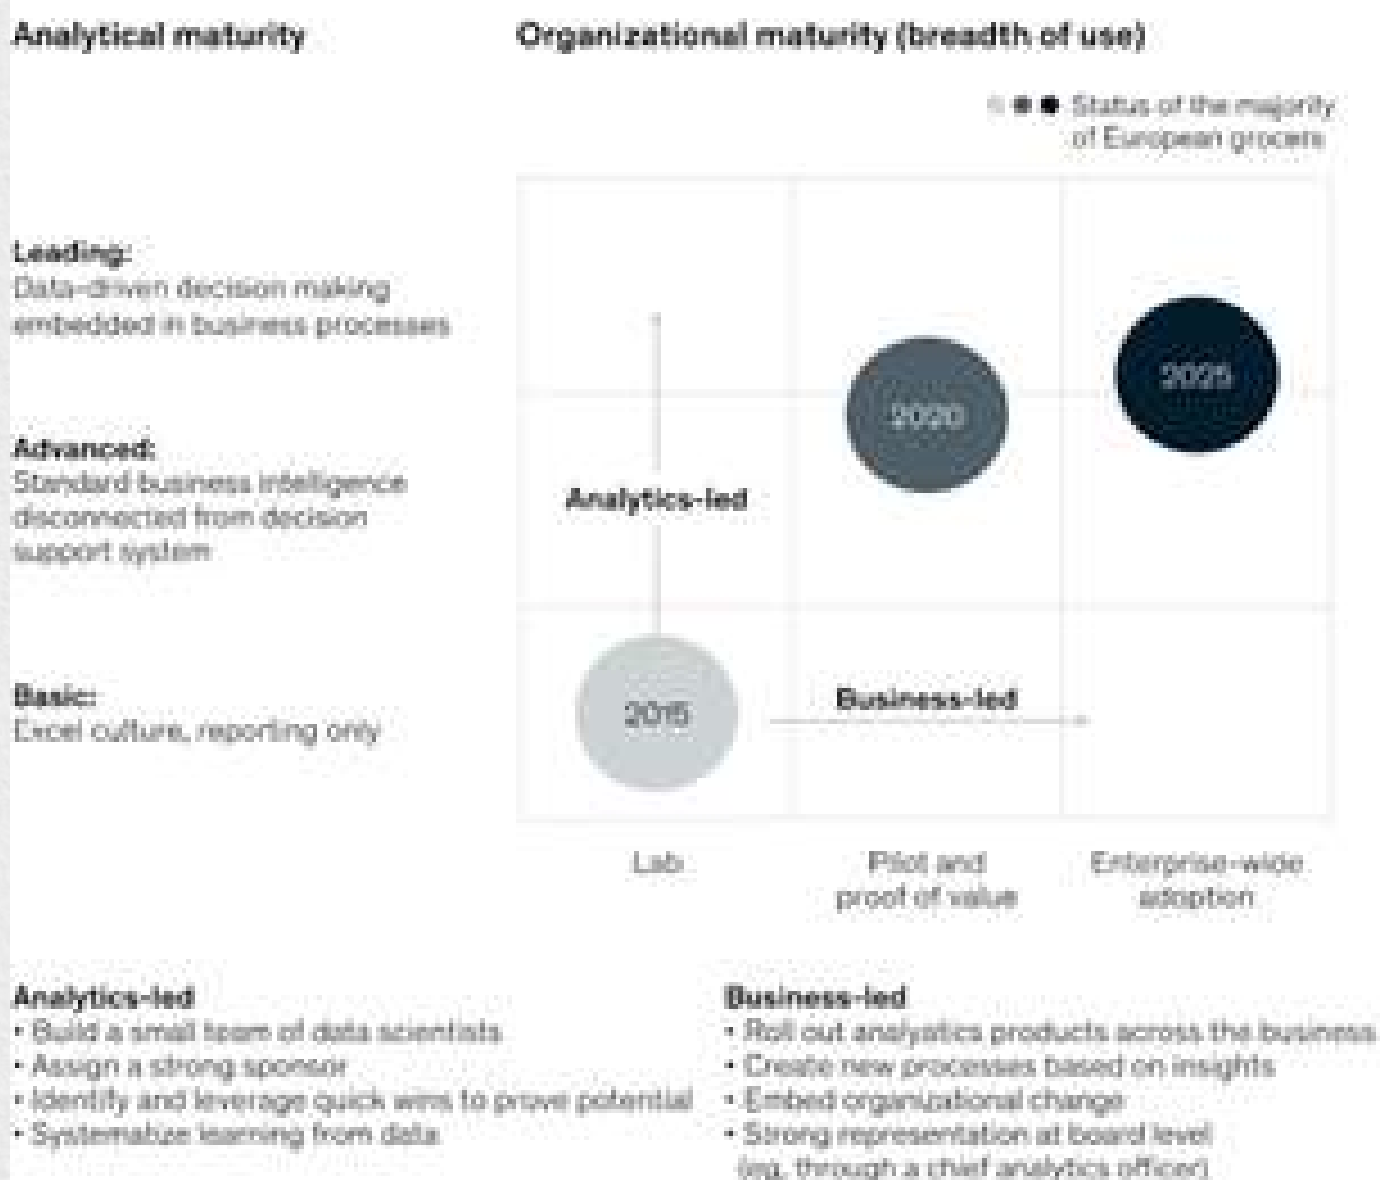 Analytical maturity
Organizational maturity (breadth of use)
Status of the majority
of European grocers
Leading:
Data-driven decision making
embedded in business processes
2025
2020
Advanced:
Standard business intelligence
disconnected from decision
support system
Analytics-led
Basic:
Excel culture, reporting only
2015
Business-led
Lab
Pilot and
proof of value
Enterprise-wide
adoption
Analytics-led
• Build a small team of data scientists
• Assign a strong sponsor
• Identify and leverage quick wins to prove potential
• Systematize learning from data
Business-led
• Roll out analyatics products across the business
• Create new processes based on insights
• Embed organizational change
• Strong representation at board level
(eg, through a chief analytics officer)